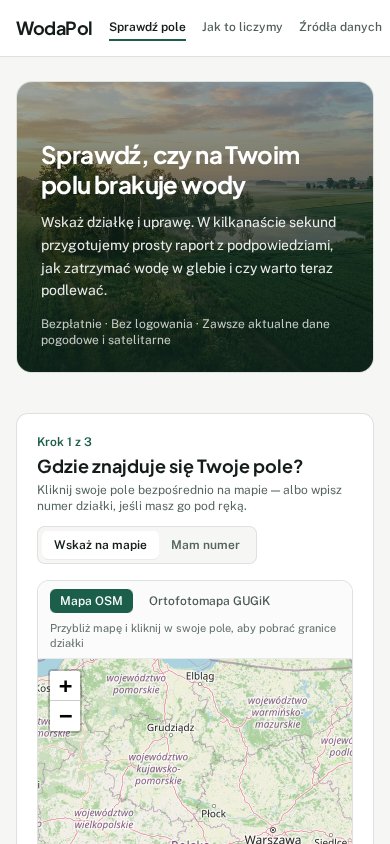 WodaPol
Sprawdź pole
Jak to liczymy
Źródła danych
Sprawdź, czy na Twoim
polu brakuje wody
Wskaż działkę i uprawę. W kilkanaście sekund
przygotujemy prosty raport z podpowiedziami,
jak zatrzymać wodę w glebie i czy warto teraz
podlewać.
Bezpłatnie · Bez logowania · Zawsze aktualne dane
pogodowe i satelitarne
Krok 1 z 3
Gdzie znajduje się Twoje pole?
Kliknij swoje pole bezpośrednio na mapie — albo wpisz
numer działki, jeśli masz go pod ręką.
Wskaż na mapie
Mam numer
Mapa OSM
Ortofotomapa GUGiK
Przybliż mapę i kliknij w swoje pole, aby pobrać granice
działki
+
−
województwo
pomorskie
Elbląg
województwo
warmińsko-
mazurskie
Grudziądz
województwo
kujawsko-
pomorskie
województwo
wielkopolskie
Płock
Warszawa